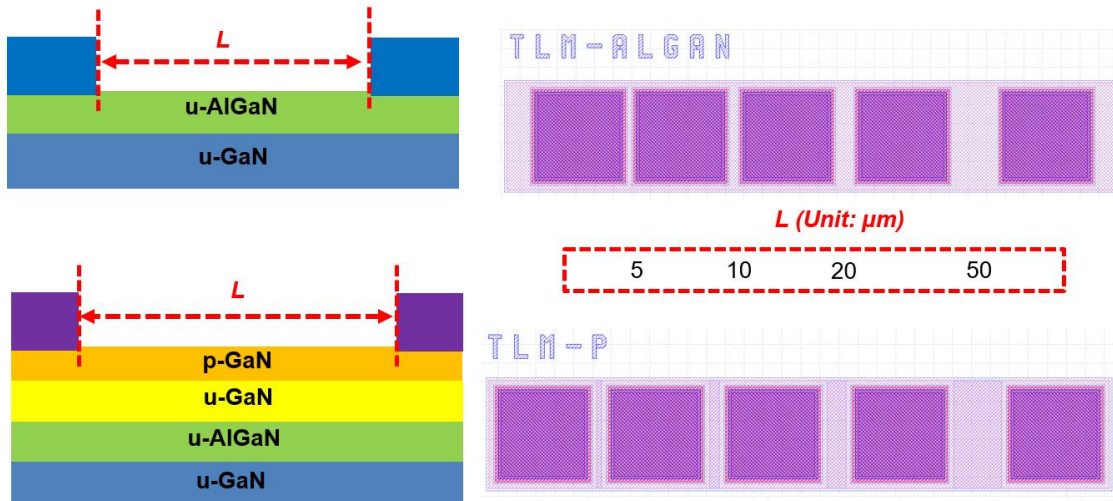 L
u-AlGaN
u-GaN
TLM-ALGAN
L (Unit: μm)
5 10 20 50
L
p-GaN
u-GaN
u-AlGaN
u-GaN
TLM-P